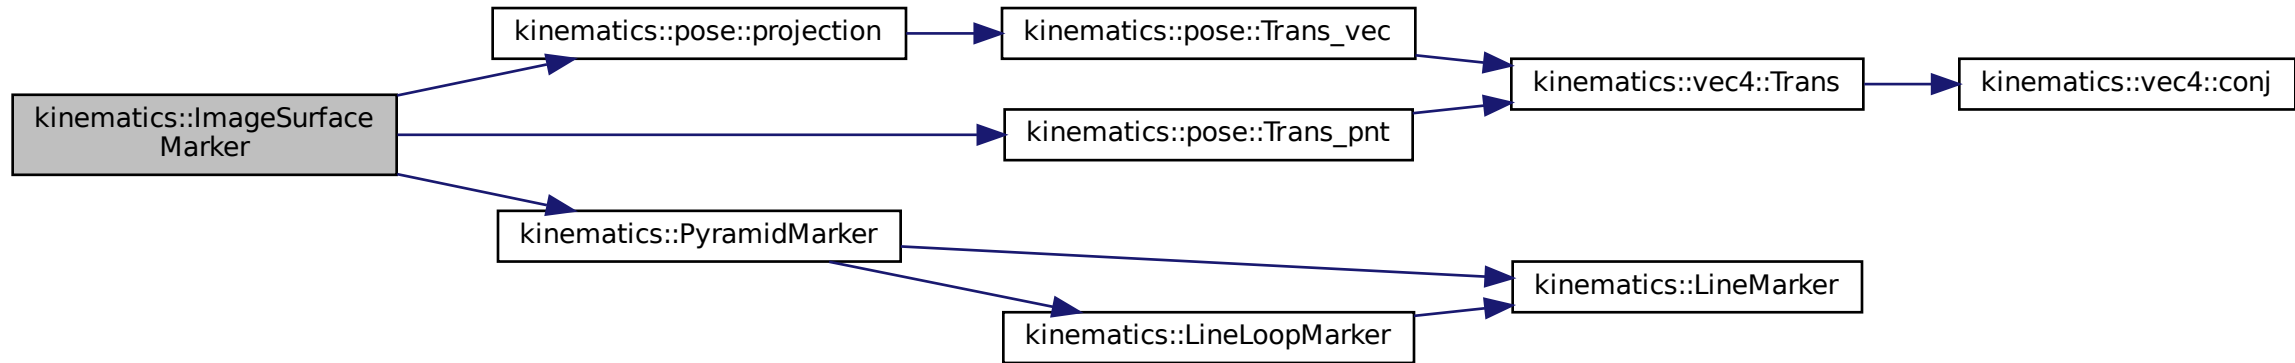 kinematics::pose::projection
kinematics::pose::Trans_vec
kinematics::vec4::Trans
kinematics::vec4::conj
kinematics::ImageSurface
Marker
kinematics::pose::Trans_pnt
kinematics::PyramidMarker
kinematics::LineMarker
kinematics::LineLoopMarker